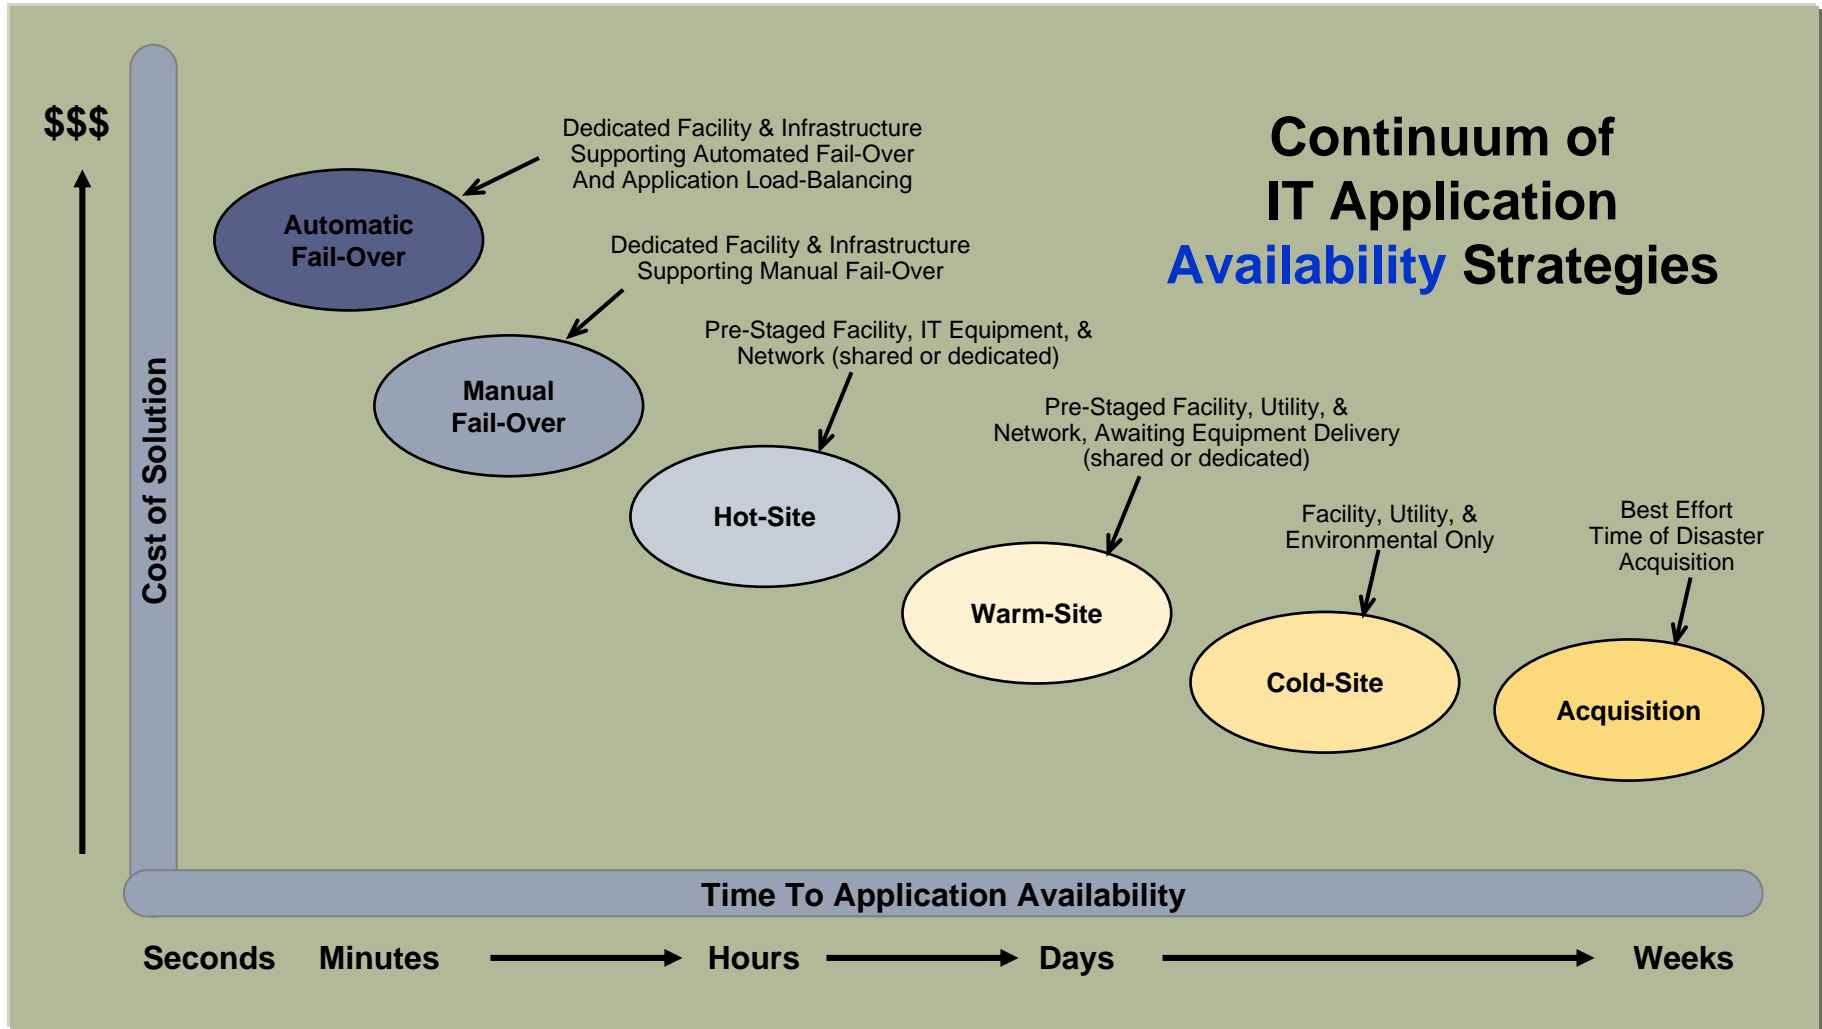 $$$
Continuum of
IT Application
Availability Strategies
Dedicated Facility & Infrastructure
Supporting Automated Fail-Over
And Application Load-Balancing
Automatic
Fail-Over
Dedicated Facility & Infrastructure
Supporting Manual Fail-Over
Manual
Fail-Over
Pre-Staged Facility, IT Equipment, &
Network (shared or dedicated)
Hot-Site
Pre-Staged Facility, Utility, &
Network, Awaiting Equipment Delivery
(shared or dedicated)
Warm-Site
Facility, Utility, &
Environmental Only
Cold-Site
Best Effort
Time of Disaster
Acquisition
Acquisition
Cost of Solution
Time To Application Availability
Seconds Minutes Hours Days Weeks